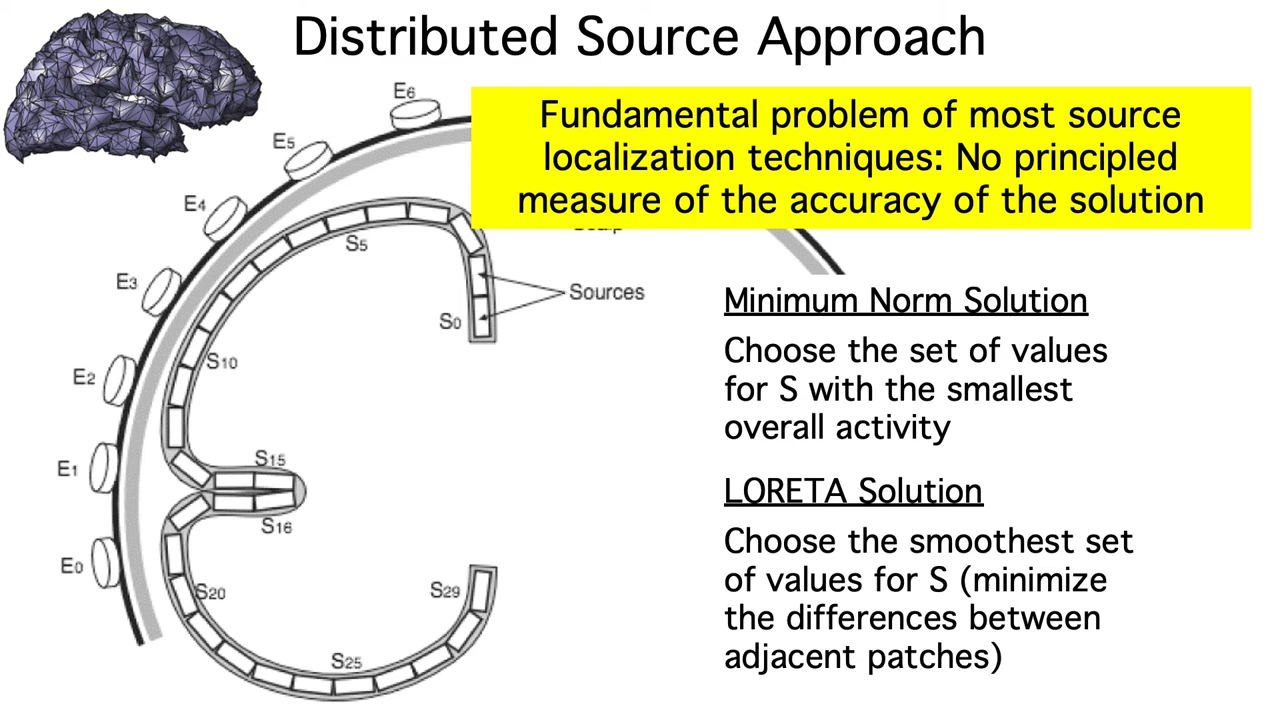 Distributed Source Approach
Fundamental problem of most source
localization techniques: No principled
measure of the accuracy of the solution
E6
E5
E4
E3
E2
E1
E0
S5
Sources
S0
S10
S15
S16
S20
S29
S25
Minimum Norm Solution
Choose the set of values
for S with the smallest
overall activity
LORETA Solution
Choose the smoothest set
of values for S (minimize
the differences between
adjacent patches)